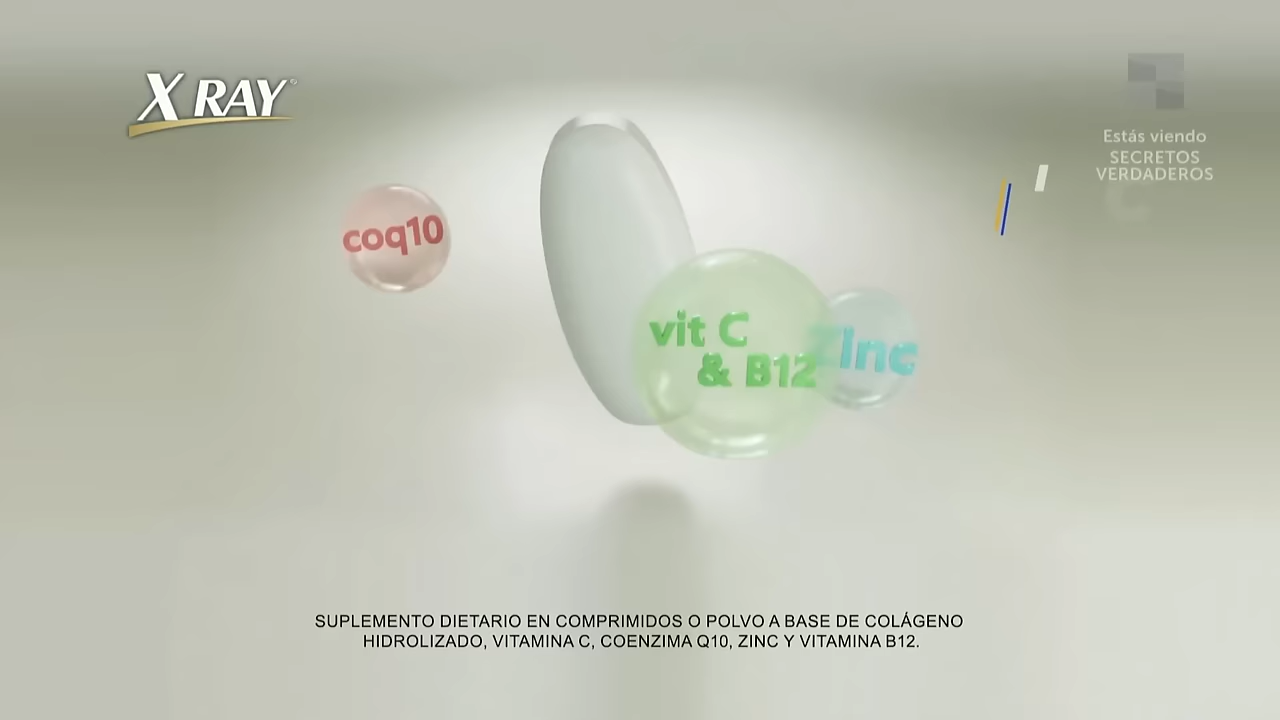 X RAY®
Estás viendo
SECRETOS
VERDADEROS
C
coq10
vit C
& B12
Zinc
SUPLEMENTO DIETARIO EN COMPRIMIDOS O POLVO A BASE DE COLÁGENO
HIDROLIZADO, VITAMINA C, COENZIMA Q10, ZINC Y VITAMINA B12.